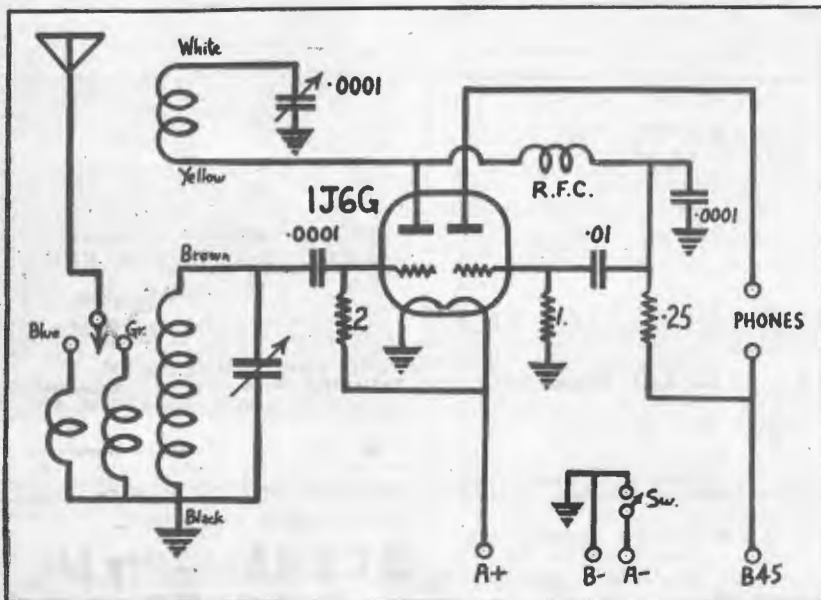 White
.0001
Yellow
R.F.C.
1J6G
.0001
Brown
.0001
.01
Blue
Gr.
2
1.
.25
PHONES
Black
Sw.
A+
B-
A-
B45